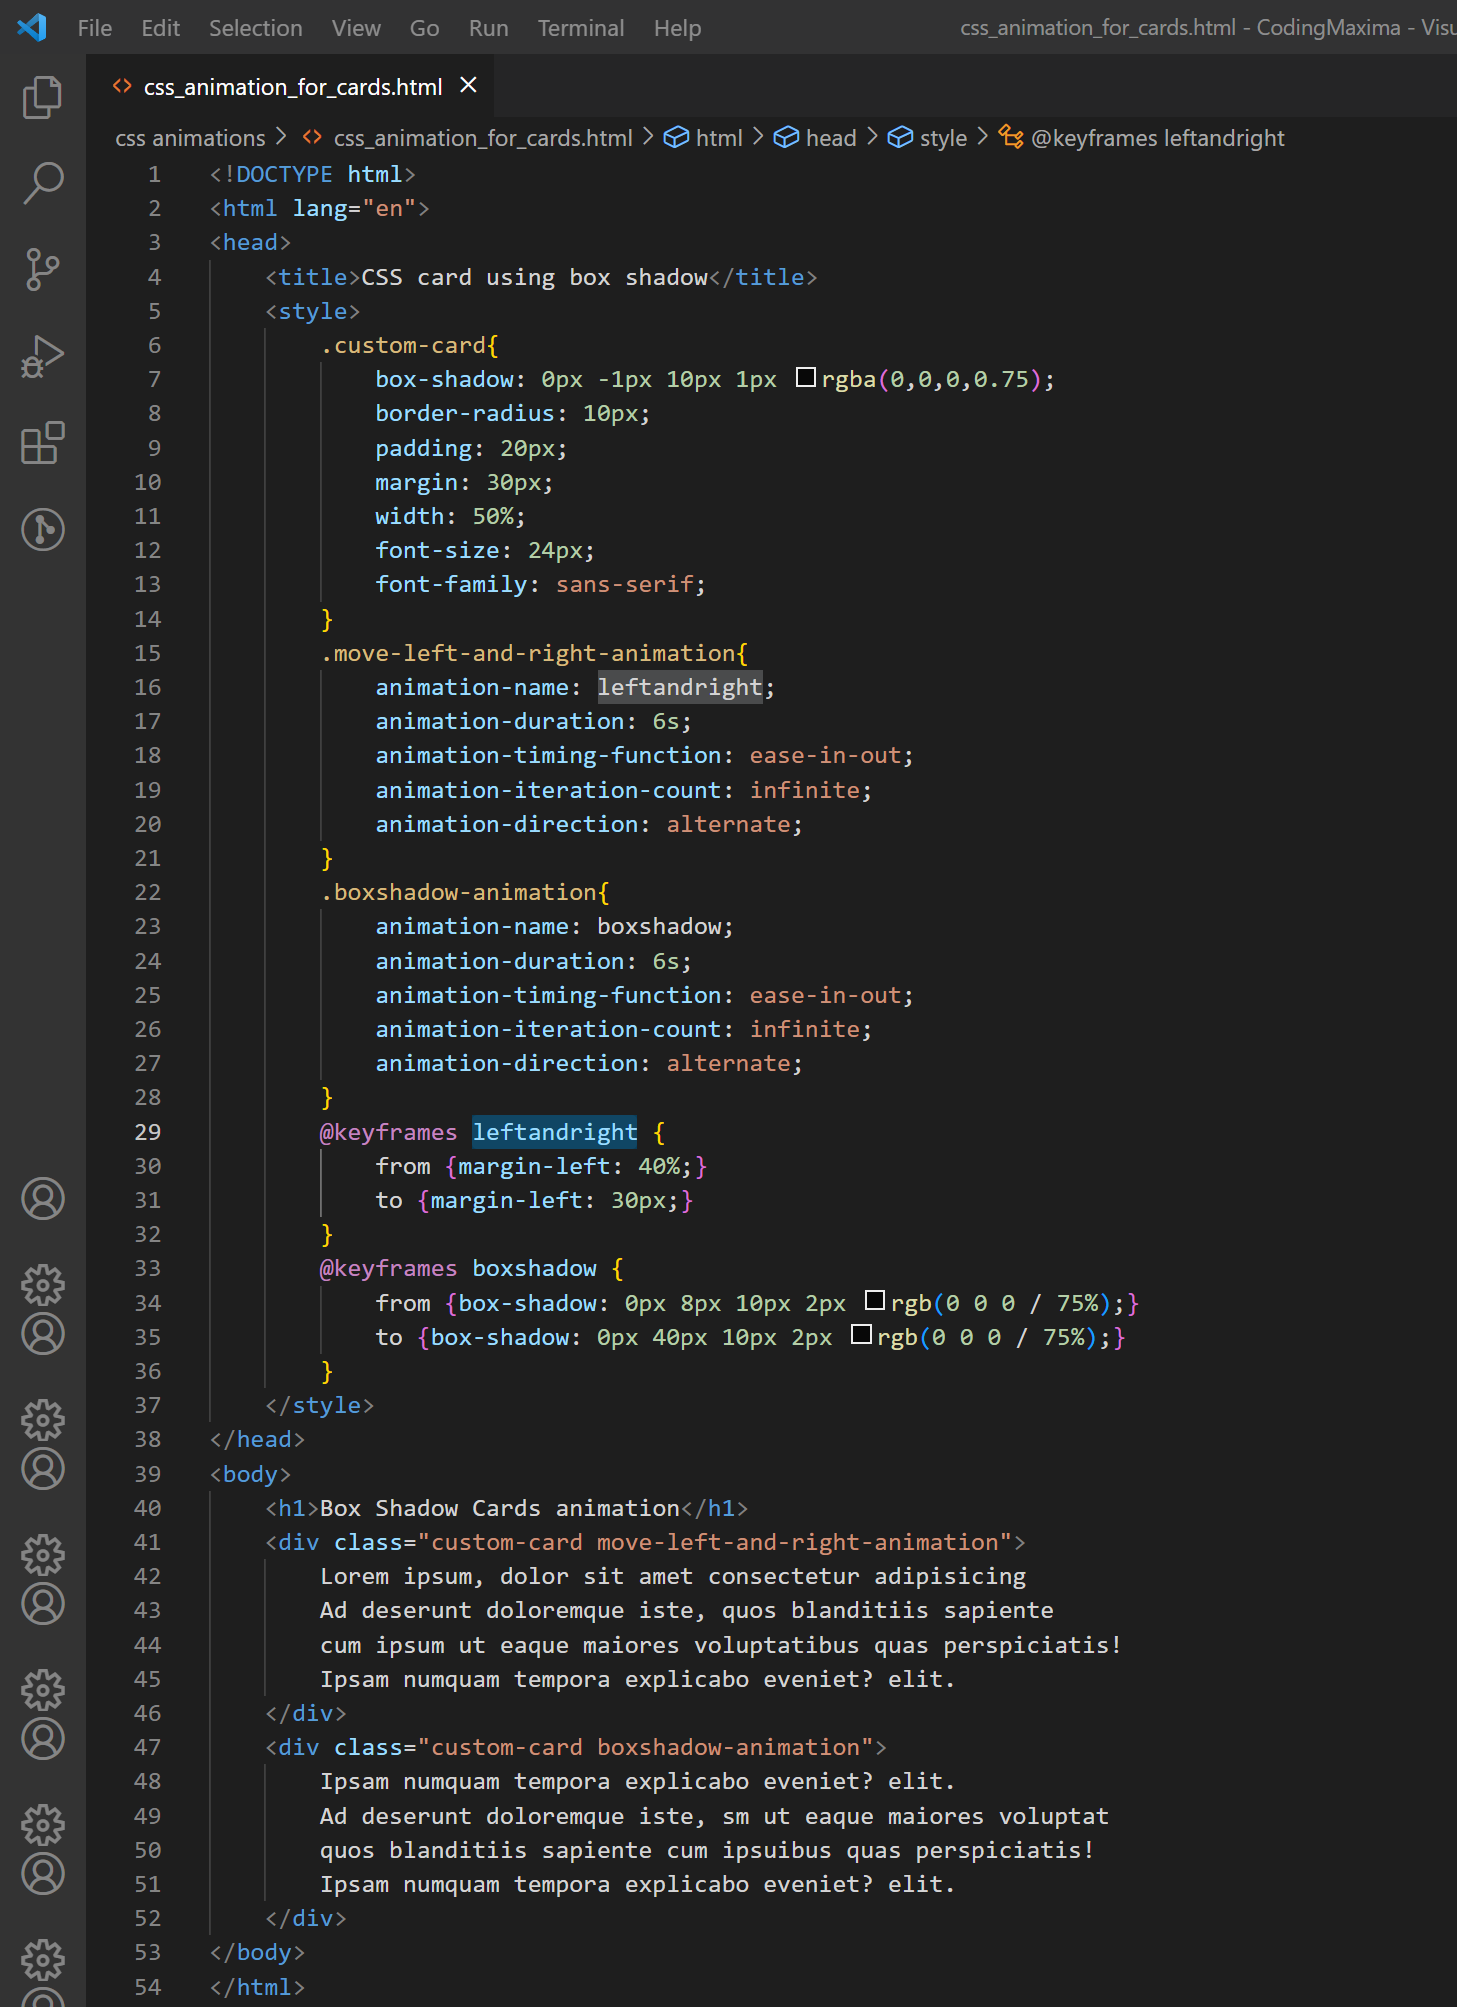 File Edit Selection View Go Run Terminal Help css_animation_for_cards.html - CodingMaxima - Visu
css_animation_for_cards.html
css animations > css_animation_for_cards.html > html > head > style > @keyframes leftandright
1 <!DOCTYPE html>
2 <html lang="en">
3 <head>
4     <title>CSS card using box shadow</title>
5     <style>
6         .custom-card{
7             box-shadow: 0px -1px 10px 1px rgba(0,0,0,0.75);
8             border-radius: 10px;
9             padding: 20px;
10             margin: 30px;
11             width: 50%;
12             font-size: 24px;
13             font-family: sans-serif;
14         }
15         .move-left-and-right-animation{
16             animation-name: leftandright;
17             animation-duration: 6s;
18             animation-timing-function: ease-in-out;
19             animation-iteration-count: infinite;
20             animation-direction: alternate;
21         }
22         .boxshadow-animation{
23             animation-name: boxshadow;
24             animation-duration: 6s;
25             animation-timing-function: ease-in-out;
26             animation-iteration-count: infinite;
27             animation-direction: alternate;
28         }
29         @keyframes leftandright {
30             from {margin-left: 40%;}
31             to {margin-left: 30px;}
32         }
33         @keyframes boxshadow {
34             from {box-shadow: 0px 8px 10px 2px rgb(0 0 0 / 75%);}
35             to {box-shadow: 0px 40px 10px 2px rgb(0 0 0 / 75%);}
36         }
37     </style>
38 </head>
39 <body>
40     <h1>Box Shadow Cards animation</h1>
41     <div class="custom-card move-left-and-right-animation">
42         Lorem ipsum, dolor sit amet consectetur adipisicing
43         Ad deserunt doloremque iste, quos blanditiis sapiente
44         cum ipsum ut eaque maiores voluptatibus quas perspiciatis!
45         Ipsam numquam tempora explicabo eveniet? elit.
46     </div>
47     <div class="custom-card boxshadow-animation">
48         Ipsam numquam tempora explicabo eveniet? elit.
49         Ad deserunt doloremque iste, sm ut eaque maiores voluptat
50         quos blanditiis sapiente cum ipsuibus quas perspiciatis!
51         Ipsam numquam tempora explicabo eveniet? elit.
52     </div>
53 </body>
54 </html>